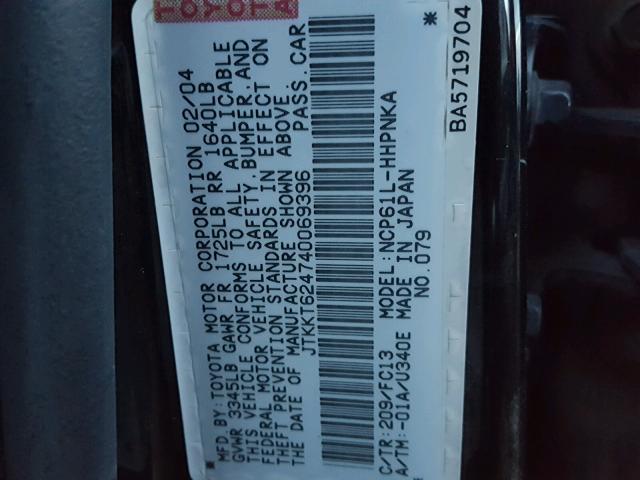 TOYOTA
MFD. BY: TOYOTA MOTOR CORPORATION 02/04
GVWR 3345LB GAWR FR 1725LB RR 1640LB
THIS VEHICLE CONFORMS TO ALL APPLICABLE
FEDERAL MOTOR VEHICLE SAFETY, BUMPER, AND
THEFT PREVENTION STANDARDS IN EFFECT ON
THE DATE OF MANUFACTURE SHOWN ABOVE.
JTKKT624740069396 PASS. CAR
C/TR: 209/FC13 MODEL: NCP61L-HHPNKA
A/TM: -01A/U340E MADE IN JAPAN
NO. 079
BA5719704